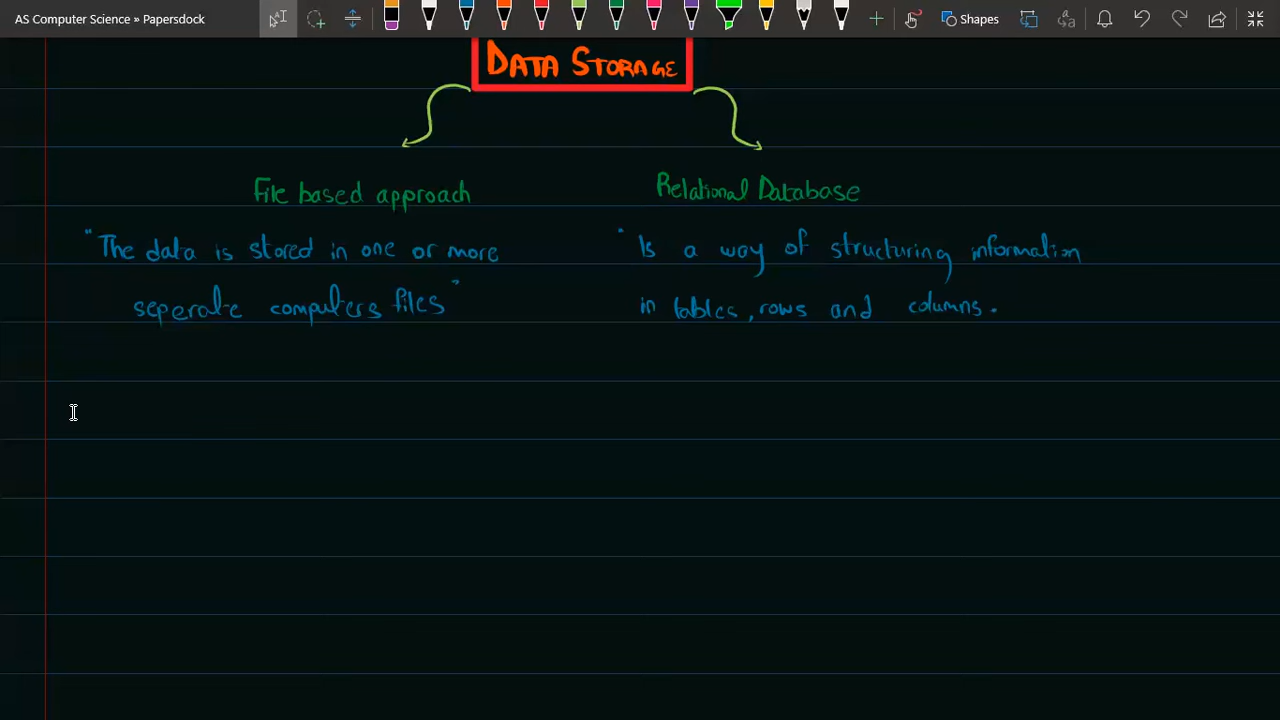 AS Computer Science » Papersdock
Shapes
DATA STORAGE
File based approach
Relational Database
"The data is stored in one or more
seperate computers files"
" Is a way of structuring information
in tables, rows and columns.